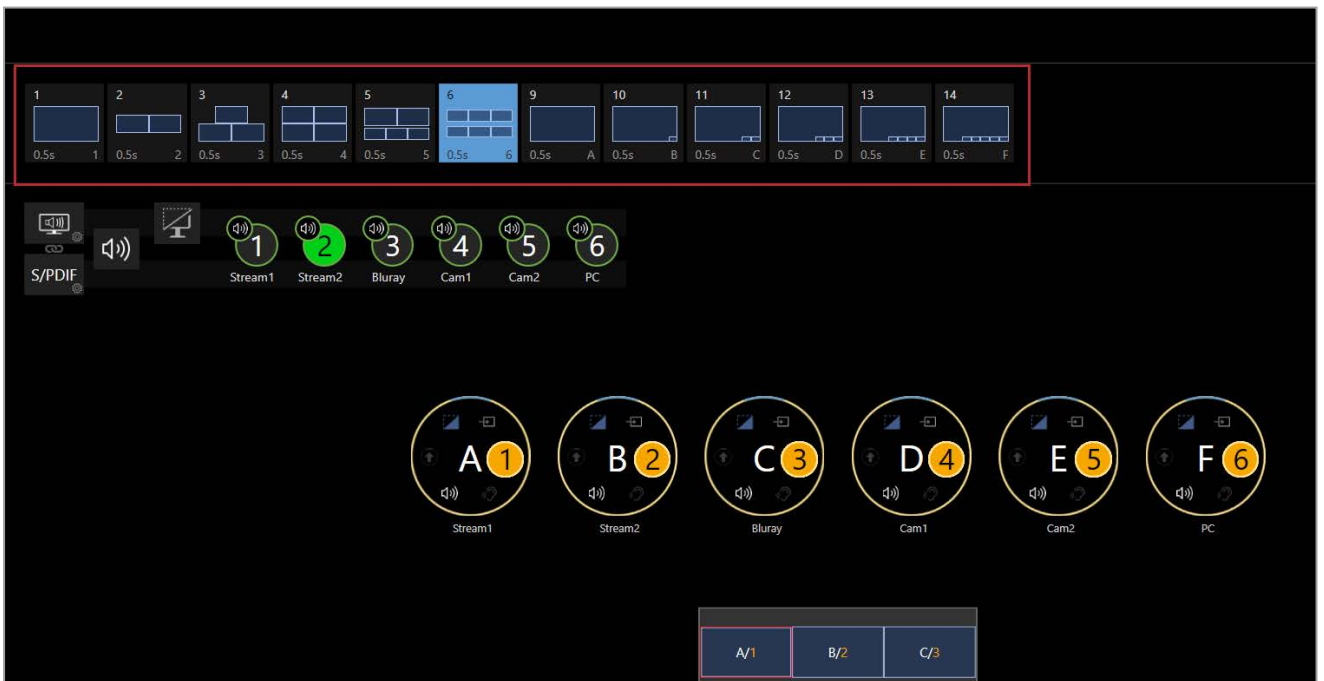 1 2 3 4 5 6 9 10 11 12 13 14
0.5s 1 0.5s 2 0.5s 3 0.5s 4 0.5s 5 0.5s 6 0.5s A 0.5s B 0.5s C 0.5s D 0.5s E 0.5s F
1 2 3 4 5 6
S/PDIF
Stream1 Stream2 Bluray Cam1 Cam2 PC
A 1 B 2 C 3 D 4 E 5 F 6
Stream1 Stream2 Bluray Cam1 Cam2 PC
A/1 B/2 C/3